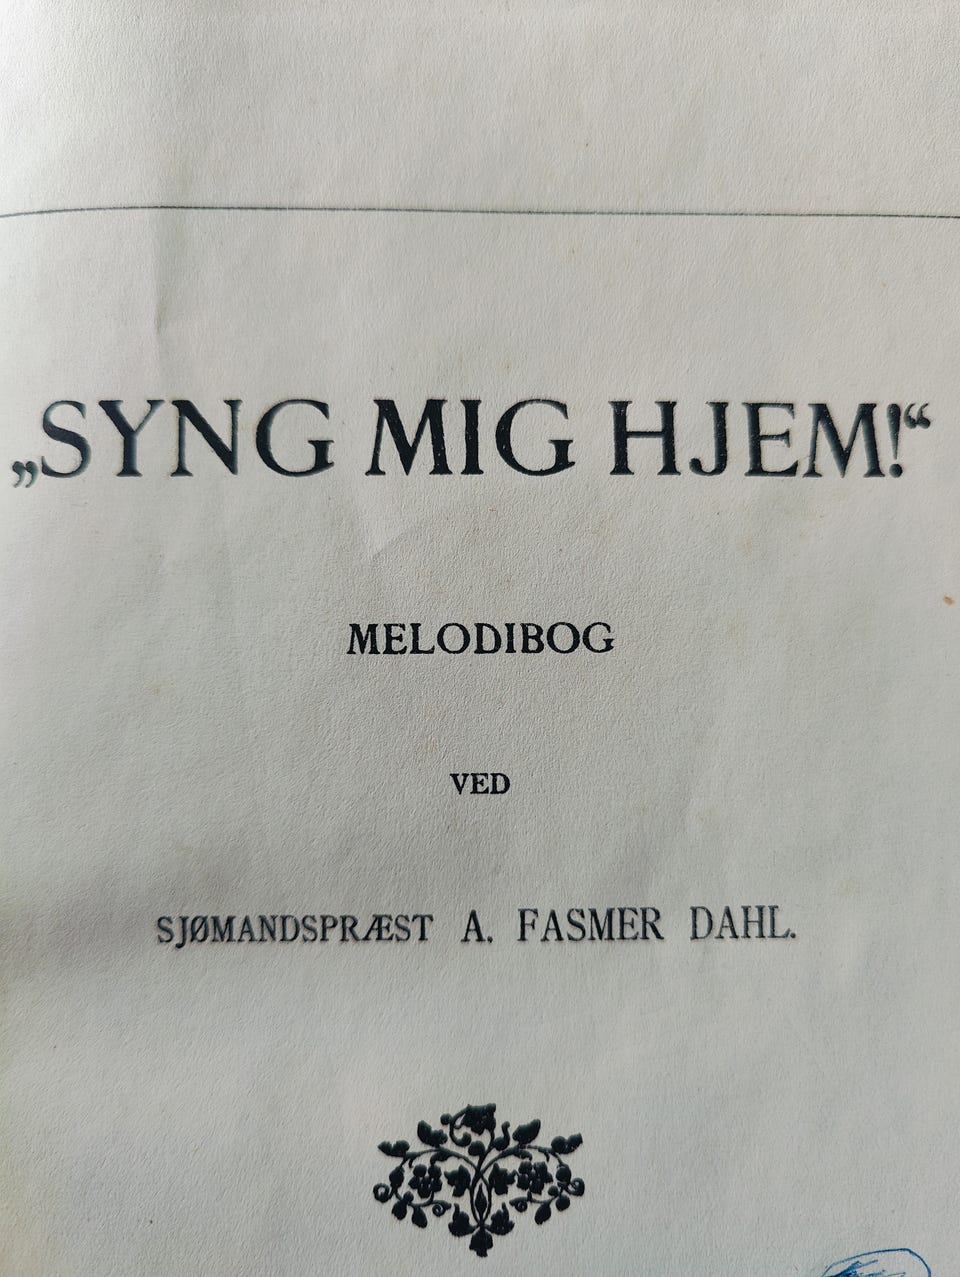 „SYNG MIG HJEM!“
MELODIBOG
VED
SJØMANDSPRÆST A. FASMER DAHL.